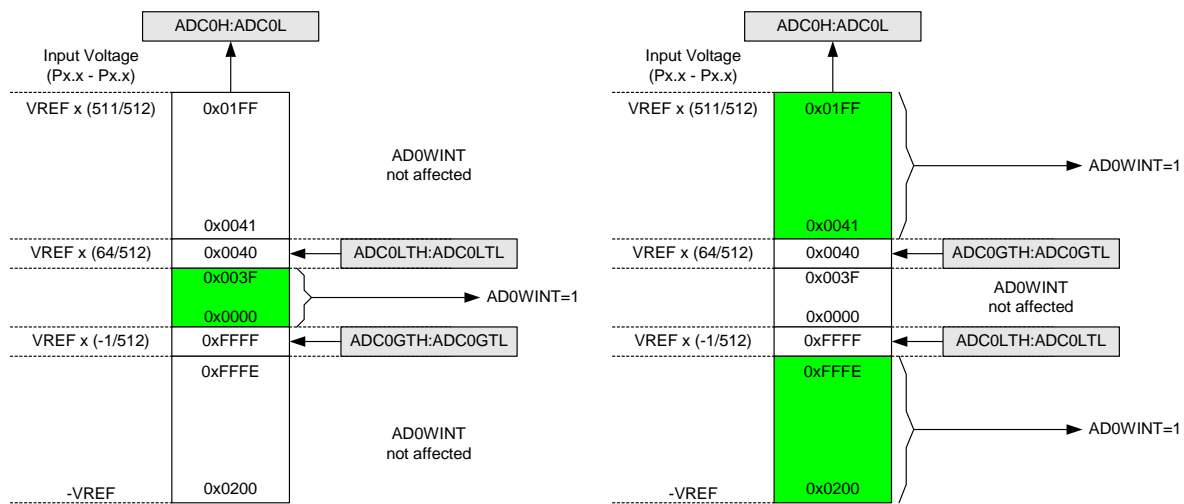 ADC0H:ADC0L
Input Voltage
(Px.x - Px.x)
VREF x (511/512)
0x01FF
AD0WINT
not affected
0x0041
VREF x (64/512)
0x0040
ADC0LTH:ADC0LTL
0x003F
AD0WINT=1
0x0000
VREF x (-1/512)
0xFFFF
ADC0GTH:ADC0GTL
0xFFFE
AD0WINT
not affected
-VREF
0x0200
ADC0H:ADC0L
Input Voltage
(Px.x - Px.x)
VREF x (511/512)
0x01FF
AD0WINT=1
0x0041
VREF x (64/512)
0x0040
ADC0GTH:ADC0GTL
0x003F
AD0WINT
not affected
0x0000
VREF x (-1/512)
0xFFFF
ADC0LTH:ADC0LTL
0xFFFE
AD0WINT=1
-VREF
0x0200